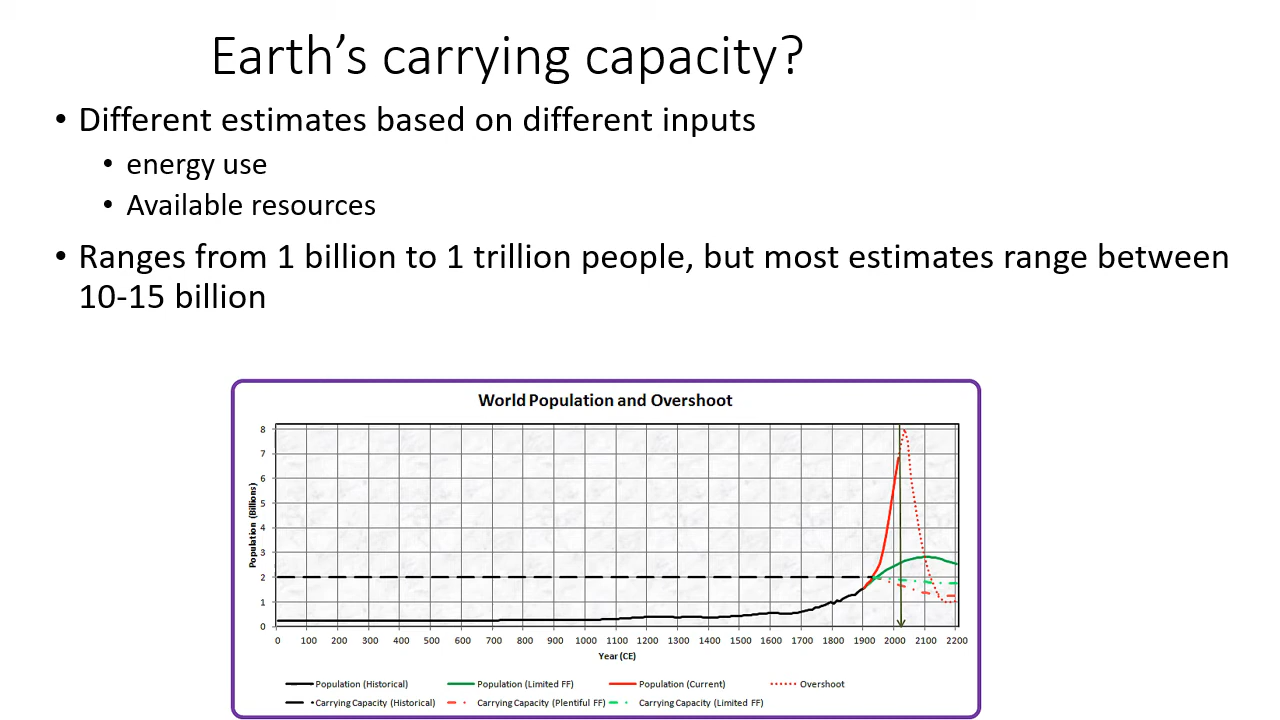 Earth’s carrying capacity?
• Different estimates based on different inputs
• energy use
• Available resources
• Ranges from 1 billion to 1 trillion people, but most estimates range between
10-15 billion
World Population and Overshoot
8
7
6
5
4
3
2
1
0
Population (Billions)
0 100 200 300 400 500 600 700 800 900 1000 1100 1200 1300 1400 1500 1600 1700 1800 1900 2000 2100 2200
Year (CE)
Population (Historical) Population (Limited FF) Population (Current) Overshoot
Carrying Capacity (Historical) Carrying Capacity (Plentiful FF) Carrying Capacity (Limited FF)